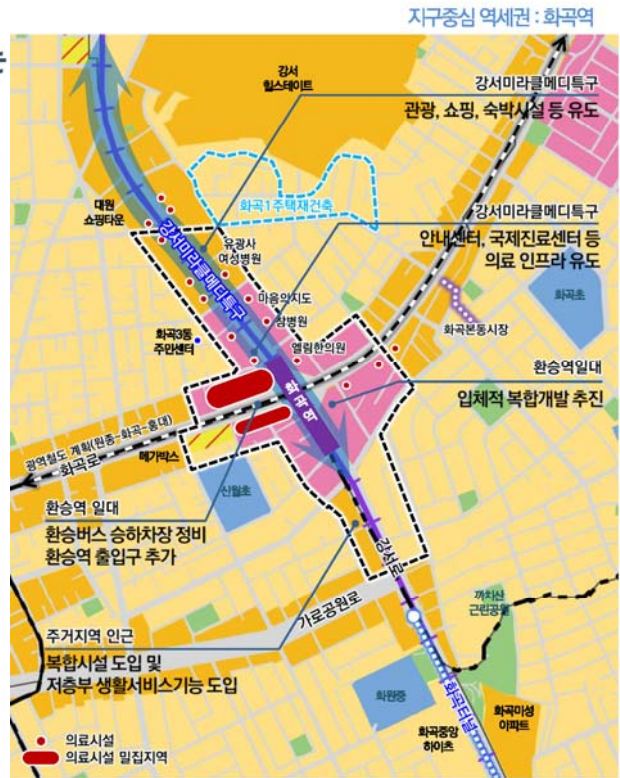 지구중심 역세권 : 화곡역
는
강서
힐스테이트
강서미라클메디특구
관광, 쇼핑, 숙박시설 등 유도
화곡1주택재건축
대원
쇼핑타운
강서미라클메디특구
유광사
여성병원
강서미라클메디특구
안내센터, 국제진료센터 등
의료 인프라 유도
마음의지도
참병원
화곡3동
주민센터
엘림한의원
화곡본동시장
화곡초
화곡역
환승역일대
입체적 복합개발 추진
광역철도 계획(원종-화곡-홍대)
화곡로
메가박스
신월초
환승역 일대
환승버스 승하차장 정비
환승역 출입구 추가
강서로
가로공원로
까치산
근린공원
주거지역 인근
복합시설 도입 및
저층부 생활서비스기능 도입
화원중
화곡터널
화곡중앙
하이츠
화곡미성
아파트
의료시설
의료시설 밀집지역